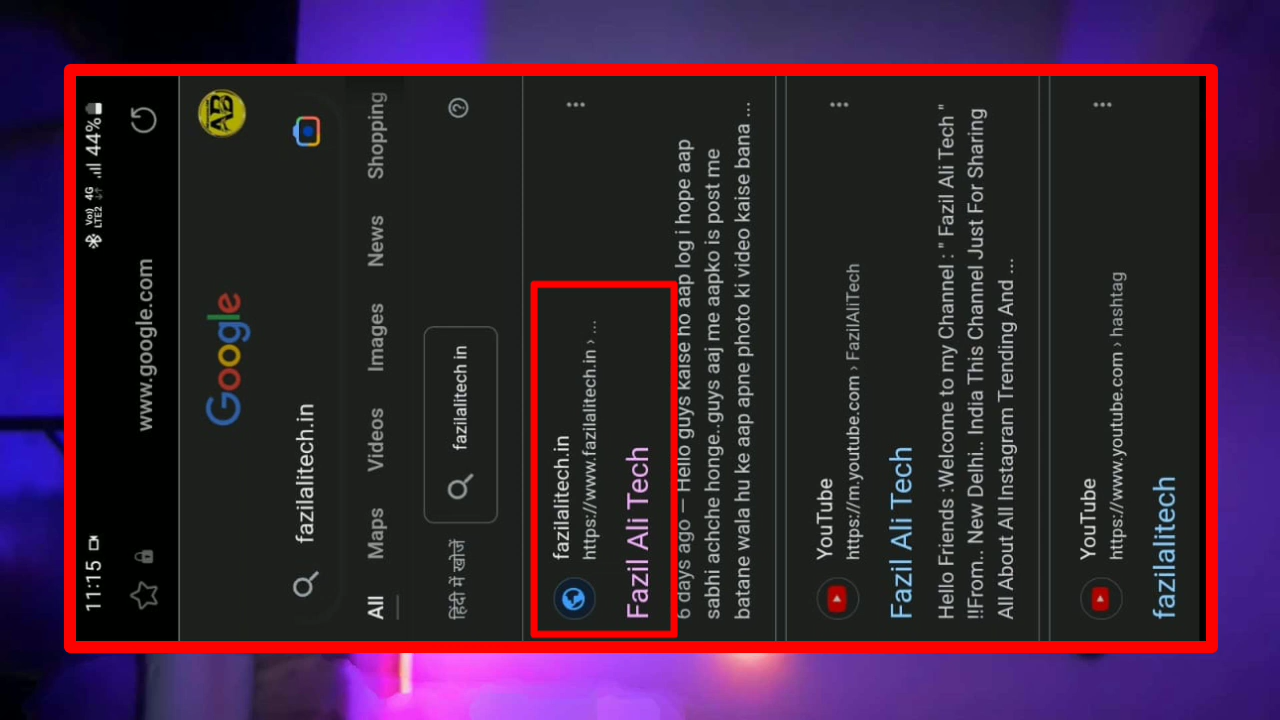 11:15
Vo) 4G
LTE2
44%
www.google.com
Google
AB
fazilalitech.in
All Maps Videos Images News Shopping
हिंदी में खोजें
fazilalitech in
fazilalitech.in
https://www.fazilalitech.in › ...
Fazil Ali Tech
6 days ago — Hello guys kaise ho aap log i hope aap
sabhi achche honge..guys aaj me aapko is post me
batane wala hu ke aap apne photo ki video kaise bana ...
YouTube
https://m.youtube.com › FazilAliTech
Fazil Ali Tech
Hello Friends :Welcome to my Channel : " Fazil Ali Tech "
!!From.. New Delhi.. India This Channel Just For Sharing
All About All Instagram Trending And ...
YouTube
https://www.youtube.com › hashtag
fazilalitech